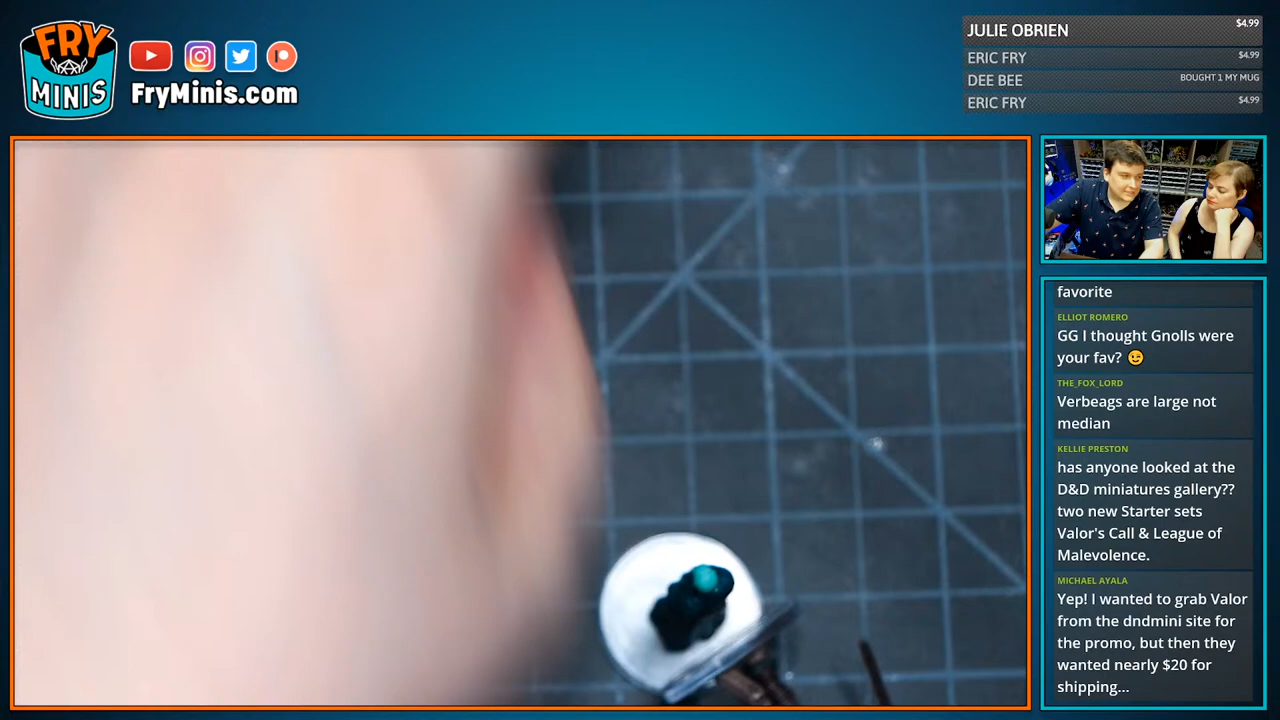 FRY
MINIS
FryMinis.com
JULIE OBRIEN $4.99
ERIC FRY $4.99
DEE BEE BOUGHT 1 MY MUG
ERIC FRY $4.99
favorite
ELLIOT ROMERO
GG I thought Gnolls were
your fav? 😉
THE_FOX_LORD
Verbeags are large not
median
KELLIE PRESTON
has anyone looked at the
D&D miniatures gallery??
two new Starter sets
Valor's Call & League of
Malevolence.
MICHAEL AYALA
Yep! I wanted to grab Valor
from the dndmini site for
the promo, but then they
wanted nearly $20 for
shipping...